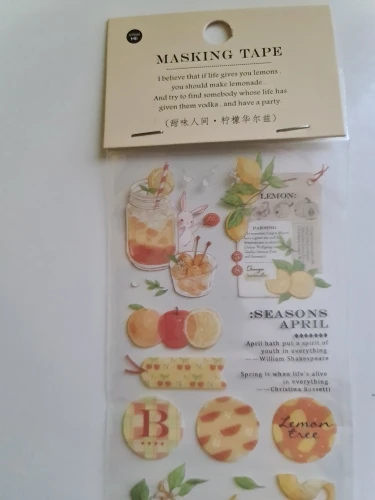 MASKING TAPE
I believe that if life gives you lemons ,
you should make lemonade...
And try to find somebody whose life has
given them vodka , and have a party
（甜味人间·柠檬华尔兹）
LEMON:
:SEASONS
APRIL
April hath put a spirit of
youth in everything.
——William Shakespeare
Spring is when life's alive
in everything
——Christina Rossetti
B
Lemon
tree